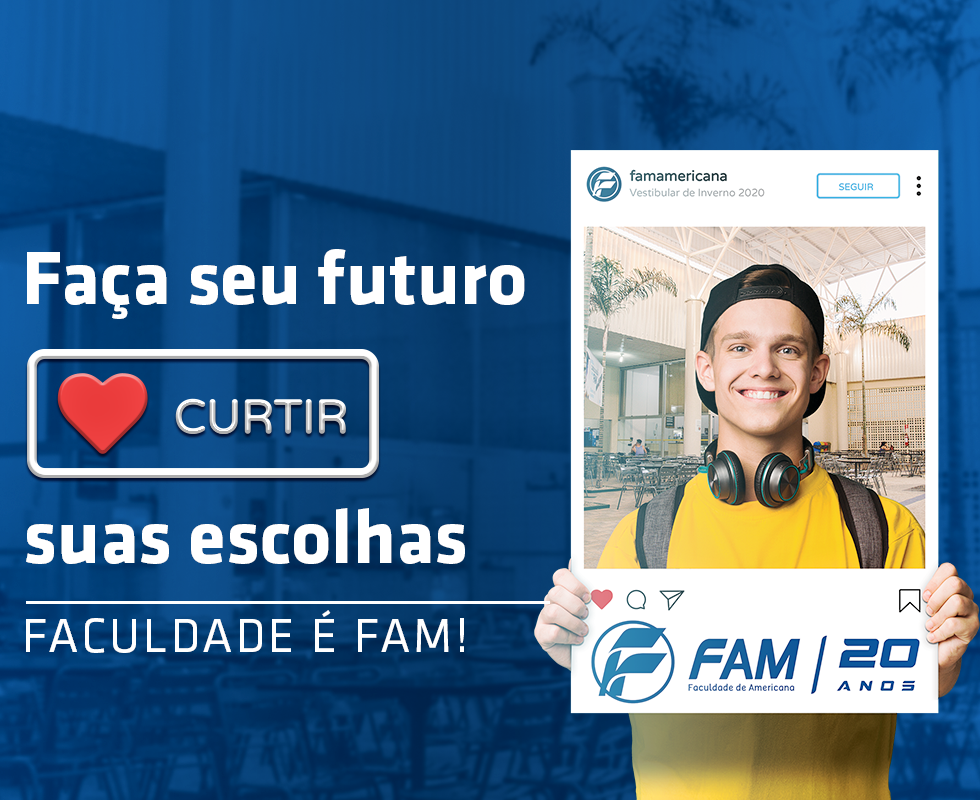 Faça seu futuro
CURTIR
suas escolhas
FACULDADE É FAM!
famamericana
Vestibular de Inverno 2020
SEGUIR
FAM
Faculdade de Americana
20
ANOS